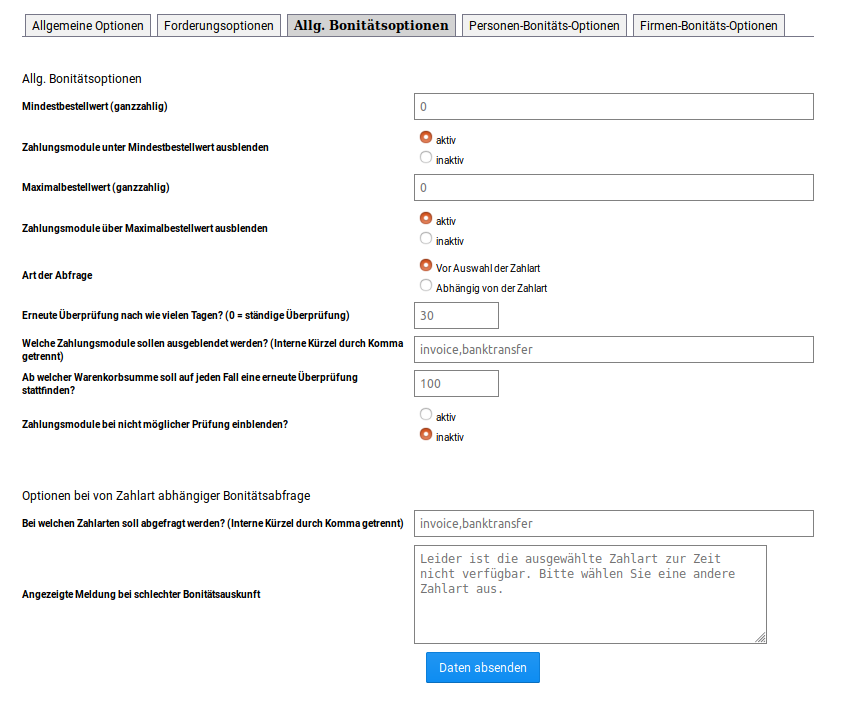 Allgemeine Optionen Forderungsoptionen Allg. Bonitätsoptionen Personen-Bonitäts-Optionen Firmen-Bonitäts-Optionen
Allg. Bonitätsoptionen
Mindestbestellwert (ganzzahlig) 0
Zahlungsmodule unter Mindestbestellwert ausblenden
aktiv
inaktiv
Maximalbestellwert (ganzzahlig) 0
Zahlungsmodule über Maximalbestellwert ausblenden
aktiv
inaktiv
Art der Abfrage
Vor Auswahl der Zahlart
Abhängig von der Zahlart
Erneute Überprüfung nach wie vielen Tagen? (0 = ständige Überprüfung) 30
Welche Zahlungsmodule sollen ausgeblendet werden? (Interne Kürzel durch Komma
getrennt)
invoice,banktransfer
Ab welcher Warenkorbsumme soll auf jeden Fall eine erneute Überprüfung
stattfinden?
100
Zahlungsmodule bei nicht möglicher Prüfung einblenden?
aktiv
inaktiv
Optionen bei von Zahlart abhängiger Bonitätsabfrage
Bei welchen Zahlarten soll abgefragt werden? (Interne Kürzel durch Komma getrennt) invoice,banktransfer
Angezeigte Meldung bei schlechter Bonitätsauskunft
Leider ist die ausgewählte Zahlart zur Zeit
nicht verfügbar. Bitte wählen Sie eine andere
Zahlart aus.
Daten absenden